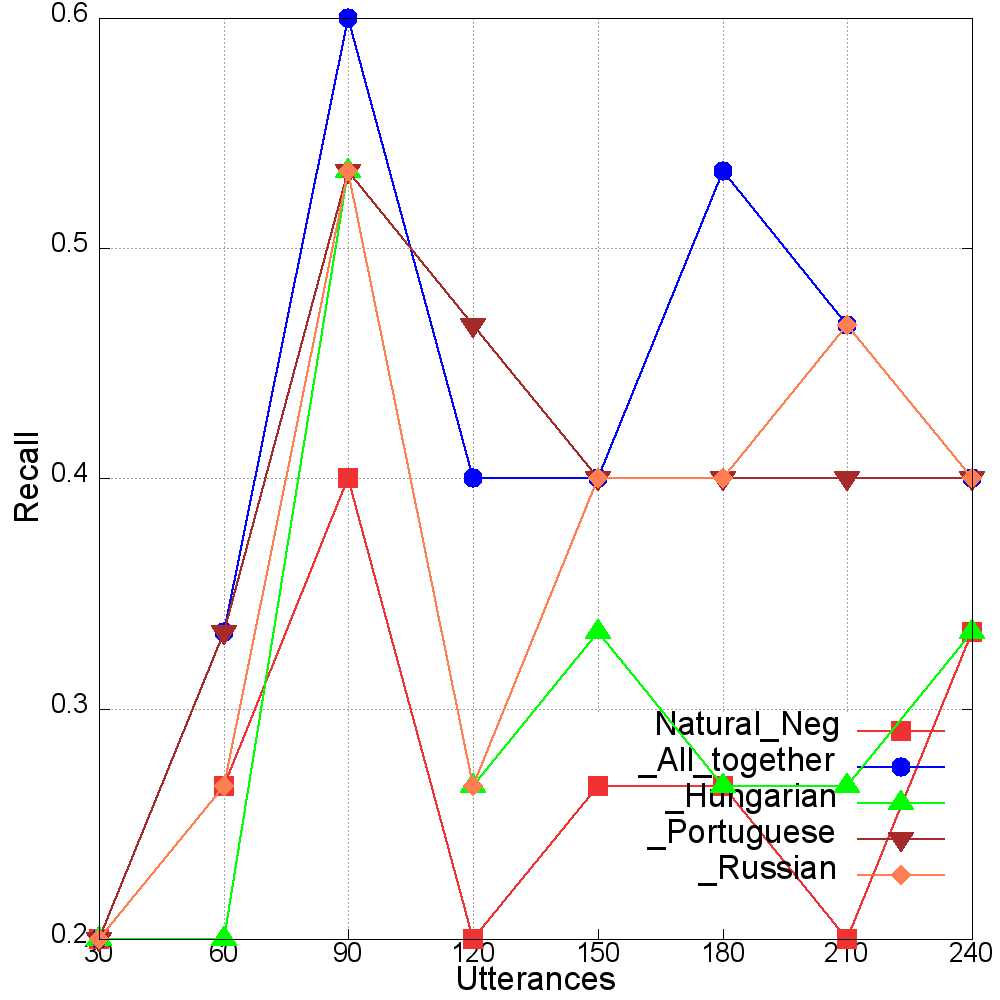 0.6
0.5
0.4
0.3
0.2
Recall
30 60 90 120 150 180 210 240
Utterances
Natural_Neg
_All_together
_Hungarian
_Portuguese
_Russian